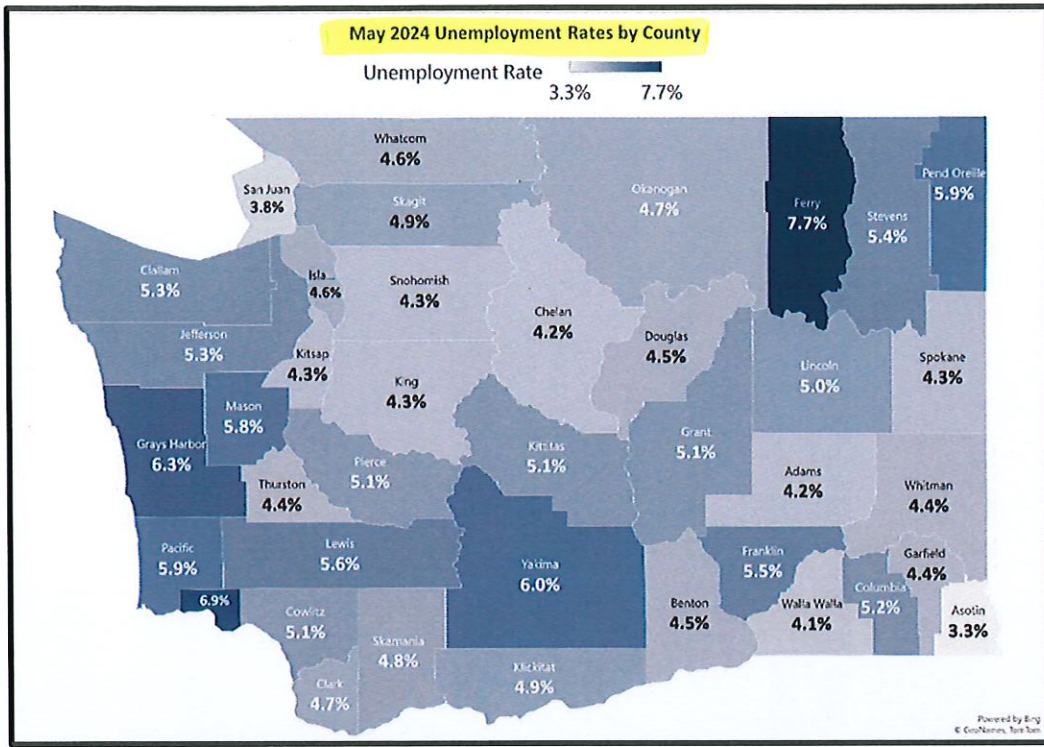 May 2024 Unemployment Rates by County
Unemployment Rate
3.3% 7.7%
Whatcom
4.6%
San Juan
3.8%
Skagit
4.9%
Okanogan
4.7%
Ferry
7.7%
Stevens
5.4%
Pend Oreille
5.9%
Clallam
5.3%
Isla...
4.6%
Snohomish
4.3%
Chelan
4.2%
Douglas
4.5%
Jefferson
5.3%
Kitsap
4.3%
King
4.3%
Lincoln
5.0%
Spokane
4.3%
Mason
5.8%
Grays Harbor
6.3%
Thurston
4.4%
Pierce
5.1%
Kittitas
5.1%
Grant
5.1%
Adams
4.2%
Whitman
4.4%
Pacific
5.9%
Lewis
5.6%
Yakima
6.0%
Franklin
5.5%
Garfield
4.4%
Columbia
5.2%
6.9%
Cowlitz
5.1%
Skamania
4.8%
Benton
4.5%
Walla Walla
4.1%
Asotin
3.3%
Clark
4.7%
Klickitat
4.9%
Powered by Bing
© GeoNames, TomTom